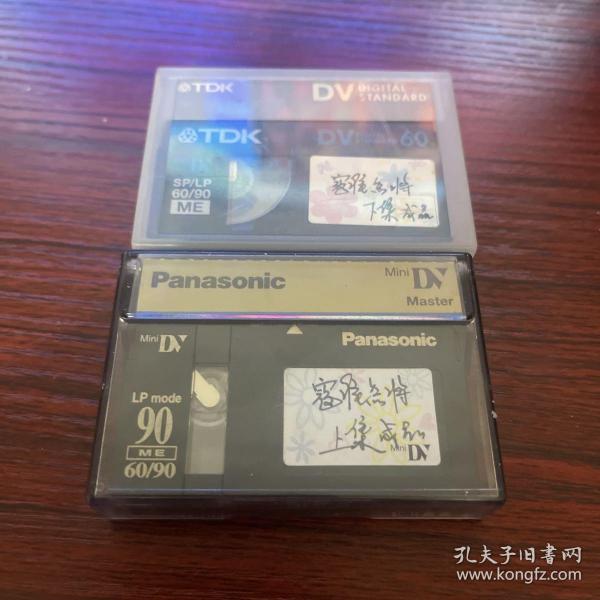 TDK
DV DIGITAL
STANDARD
TDK
DV
60
SP/LP
60/90
ME
下集成品
Panasonic
Mini DV
Master
Mini DV
Panasonic
LP mode
90
ME
60/90
上集成品
Mini DV
孔夫子旧書网
www.kongfz.com